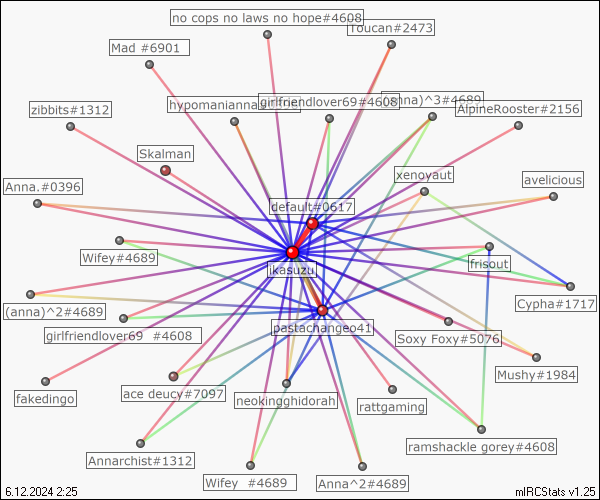 no cops no laws no hope#4608
Toucan#2473
Mad #6901
hypomanianna
girlfriendlover69#4608
(anna)^3#4689
AlpineRooster#2156
zibbits#1312
Skalman
xenoyaut
Anna.#0396
avelicious
default#0617
Wifey#4689
jkasuzu
frisout
Cypha#1717
(anna)^2#4689
pastachangeo41
girlfriendlover69 #4608
Soxy Foxy#5076
Mushy#1984
fakedingo
ace deucy#7097
neokingghidorah
rattgaming
ramshackle gorey#4608
Annarchist#1312
Wifey #4689
Anna^2#4689
6.12.2024 2:25
mIRCStats v1.25